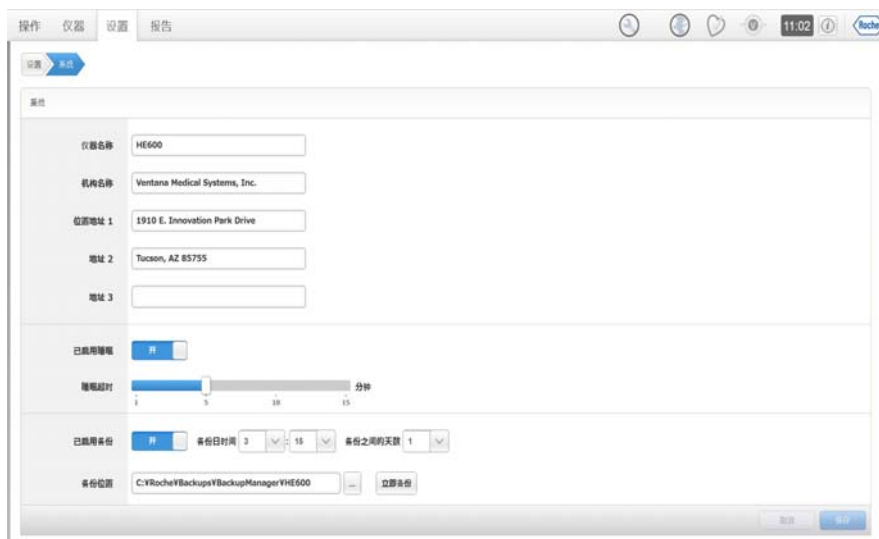 操作 仪器 设置 报告 11:02 Roche
设置 系统
系统
仪器名称 HE600
机构名称 Ventana Medical Systems, Inc.
位置地址 1 1910 E. Innovation Park Drive
地址 2 Tucson, AZ 85755
地址 3
已启用睡眠 开
睡眠超时 分钟
1 5 10 15
已启用备份 开 备份日时间 3 : 15 备份之间的天数 1
备份位置 C:¥Roche¥Backups¥BackupManager¥HE600 ... 立即备份
取消 保存